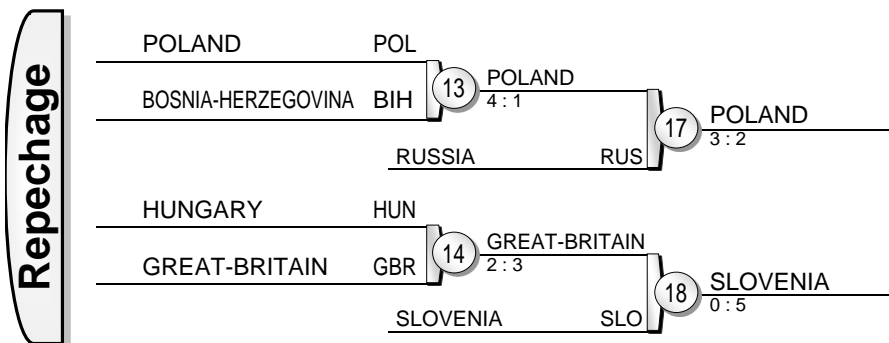 Repechage
POLAND POL
BOSNIA-HERZEGOVINA BIH
13 POLAND
4 : 1
RUSSIA RUS
17 POLAND
3 : 2
HUNGARY HUN
GREAT-BRITAIN GBR
14 GREAT-BRITAIN
2 : 3
SLOVENIA SLO
18 SLOVENIA
0 : 5